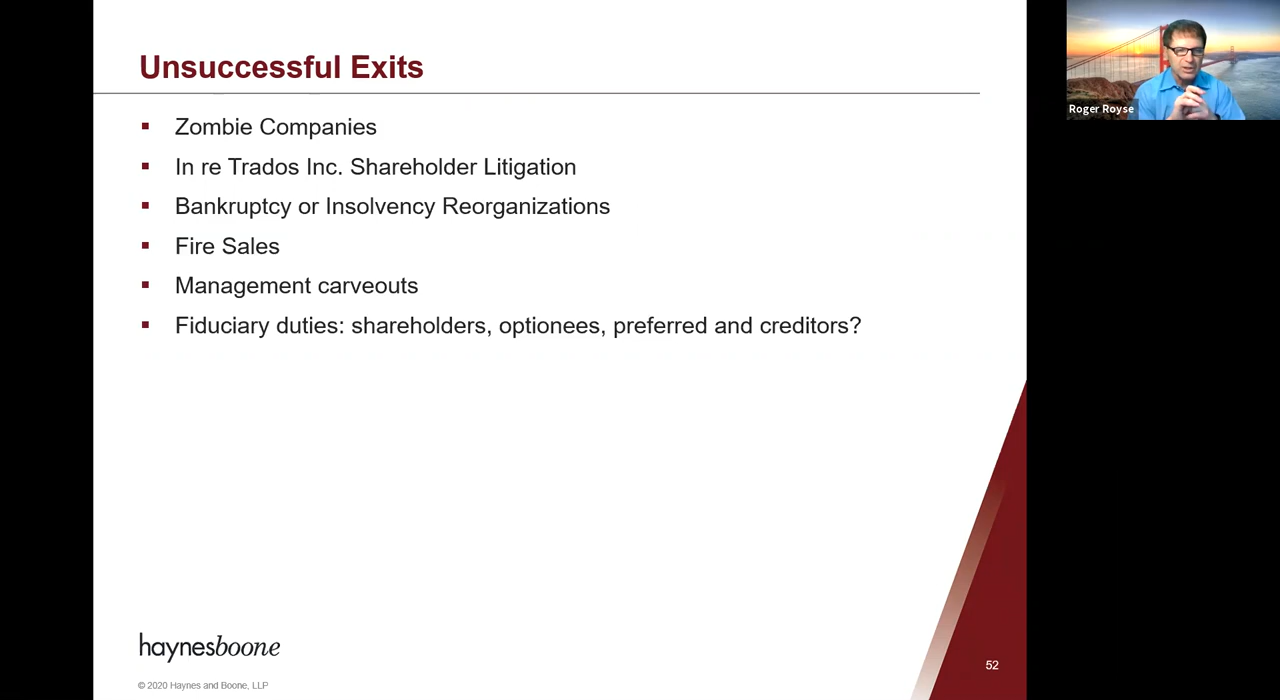 Unsuccessful Exits
Zombie Companies
In re Trados Inc. Shareholder Litigation
Bankruptcy or Insolvency Reorganizations
Fire Sales
Management carveouts
Fiduciary duties: shareholders, optionees, preferred and creditors?
haynesboone
© 2020 Haynes and Boone, LLP
52
Roger Royse